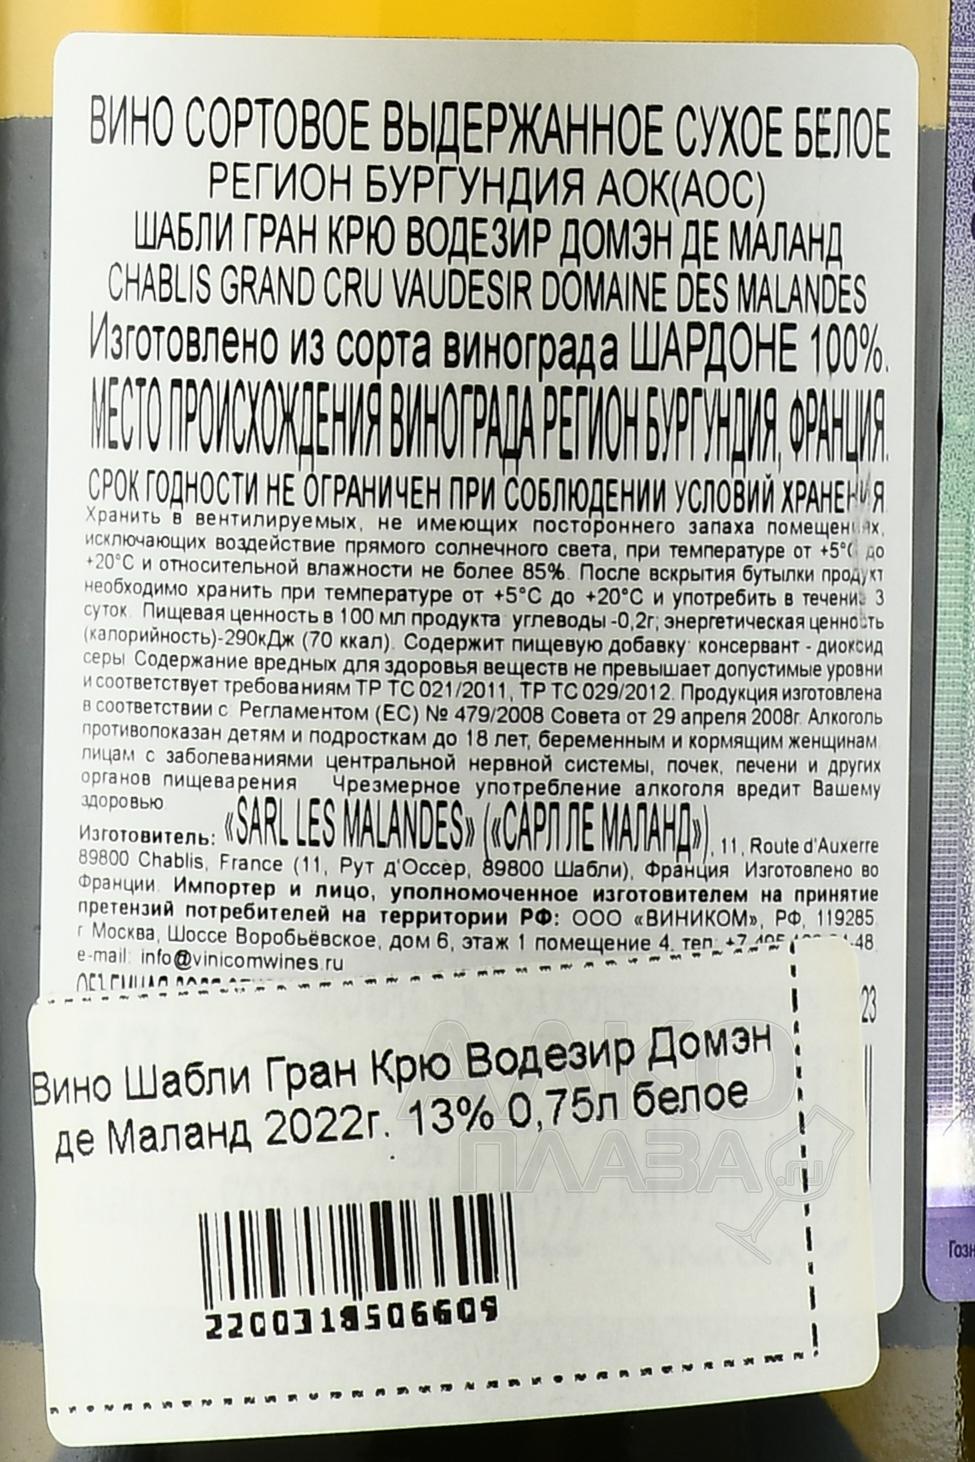 ВИНО СОРТОВОЕ ВЫДЕРЖАННОЕ СУХОЕ БЕЛОЕ
РЕГИОН БУРГУНДИЯ АОК(АОС)
ШАБЛИ ГРАН КРЮ ВОДЕЗИР ДОМЭН ДЕ МАЛАНД
CHABLIS GRAND CRU VAUDESIR DOMAINE DES MALANDES
Изготовлено из сорта винограда ШАРДОНЕ 100%.
МЕСТО ПРОИСХОЖДЕНИЯ ВИНОГРАДА РЕГИОН БУРГУНДИЯ, ФРАНЦИЯ.
СРОК ГОДНОСТИ НЕ ОГРАНИЧЕН ПРИ СОБЛЮДЕНИИ УСЛОВИЙ ХРАНЕНИЯ
Хранить в вентилируемых, не имеющих постороннего запаха помещениях,
исключающих воздействие прямого солнечного света, при температуре от +5°С до
+20°С и относительной влажности не более 85%. После вскрытия бутылки продукт
необходимо хранить при температуре от +5°С до +20°С и употребить в течение 3
суток. Пищевая ценность в 100 мл продукта: углеводы -0,2г; энергетическая ценность
(калорийность)-290кДж (70 ккал). Содержит пищевую добавку: консервант - диоксид
серы. Содержание вредных для здоровья веществ не превышает допустимые уровни
и соответствует требованиям ТР ТС 021/2011, ТР ТС 029/2012. Продукция изготовлена
в соответствии с Регламентом (ЕС) № 479/2008 Совета от 29 апреля 2008г. Алкоголь
противопоказан детям и подросткам до 18 лет, беременным и кормящим женщинам,
лицам с заболеваниями центральной нервной системы, почек, печени и других
органов пищеварения Чрезмерное употребление алкоголя вредит Вашему
здоровью
Изготовитель: «SARL LES MALANDES» («САРЛ ЛЕ МАЛАНД»), 11, Route d'Auxerre
89800 Chablis, France (11, Рут д'Оссер, 89800 Шабли), Франция Изготовлено во
Франции. Импортер и лицо, уполномоченное изготовителем на принятие
претензий потребителей на территории РФ: ООО «ВИНИКОМ», РФ, 119285,
г Москва, Шоссе Воробьёвское, дом 6, этаж 1 помещение 4, тел:
e-mail: info@vinicomwines.ru
23
Вино Шабли Гран Крю Водезир Домэн
де Маланд 2022г. 13% 0,75л белое
АЛКО
ПЛАЗА
.ru
2200318506609
Гозн